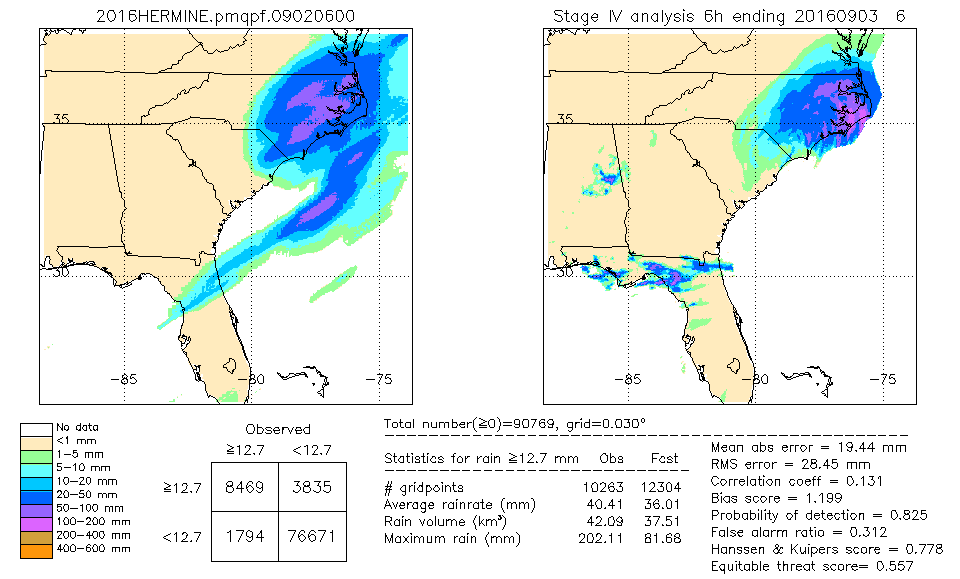 2016HERMINE.pmqpf.09020600
Stage IV analysis 6h ending 20160903 6
35
30
-85
-80
-75
35
30
-85
-80
-75
No data
<1 mm
1-5 mm
5-10 mm
10-20 mm
20-50 mm
50-100 mm
100-200 mm
200-400 mm
400-600 mm
Observed
≧12.7 <12.7
≧12.7 8469 3835
<12.7 1794 76671
Total number(≧0)=90769, grid=0.030°
Statistics for rain ≧12.7 mm Obs Fcst
# gridpoints 10263 12304
Average rainrate (mm) 40.41 36.01
Rain volume (km³) 42.09 37.51
Maximum rain (mm) 202.11 81.68
Mean abs error = 19.44 mm
RMS error = 28.45 mm
Correlation coeff = 0.131
Bias score = 1.199
Probability of detection = 0.825
False alarm ratio = 0.312
Hanssen & Kuipers score = 0.778
Equitable threat score= 0.557